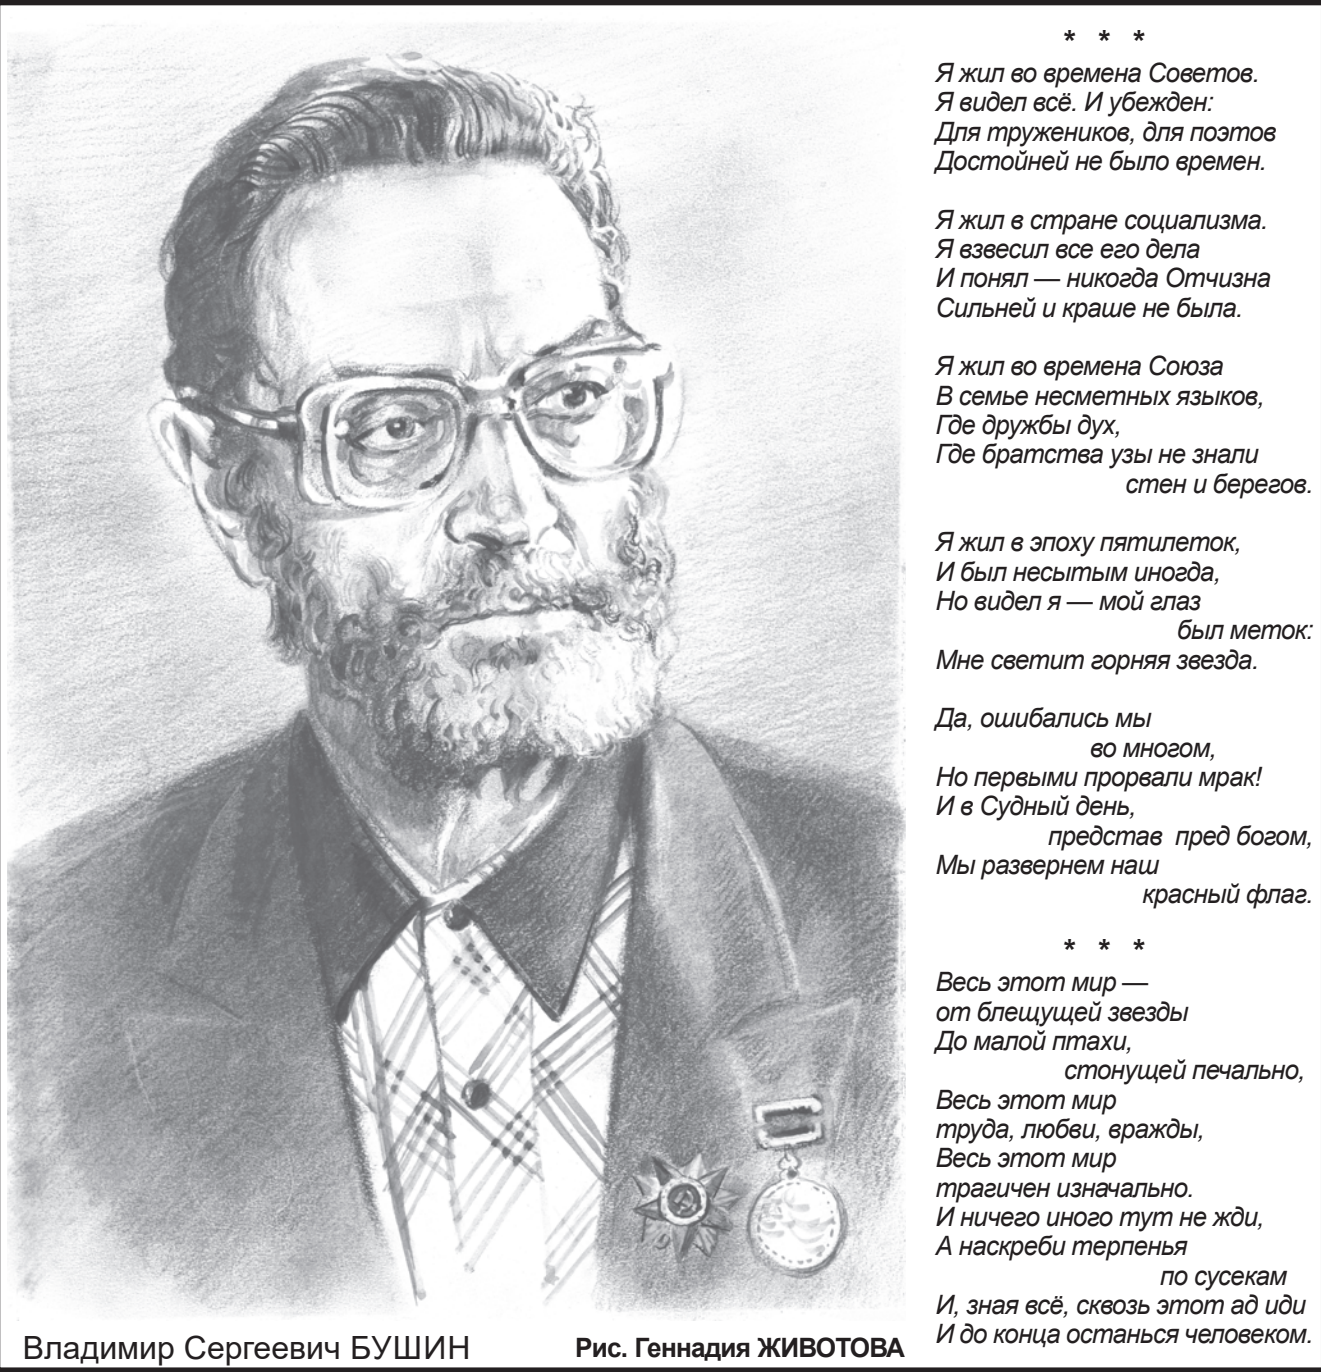 * * *
Я жил во времена Советов.
Я видел всё. И убежден:
Для тружеников, для поэтов
Достойней не было времен.

Я жил в стране социализма.
Я взвесил все его дела
И понял — никогда Отчизна
Сильней и краше не была.

Я жил во времена Союза
В семье несметных языков,
Где дружбы дух,
Где братства узы не знали
стен и берегов.

Я жил в эпоху пятилеток,
И был несытым иногда,
Но видел я — мой глаз
был меток:
Мне светит горняя звезда.

Да, ошибались мы
во многом,
Но первыми прорвали мрак!
И в Судный день,
представ пред богом,
Мы развернем наш
красный флаг.

* * *
Весь этот мир —
от блещущей звезды
До малой птахи,
стонущей печально,
Весь этот мир
труда, любви, вражды,
Весь этот мир
трагичен изначально.
И ничего иного тут не жди,
А наскреби терпенья
по сусекам
И, зная всё, сквозь этот ад иди
И до конца останься человеком.
Владимир Сергеевич БУШИН
Рис. Геннадия ЖИВОТОВА